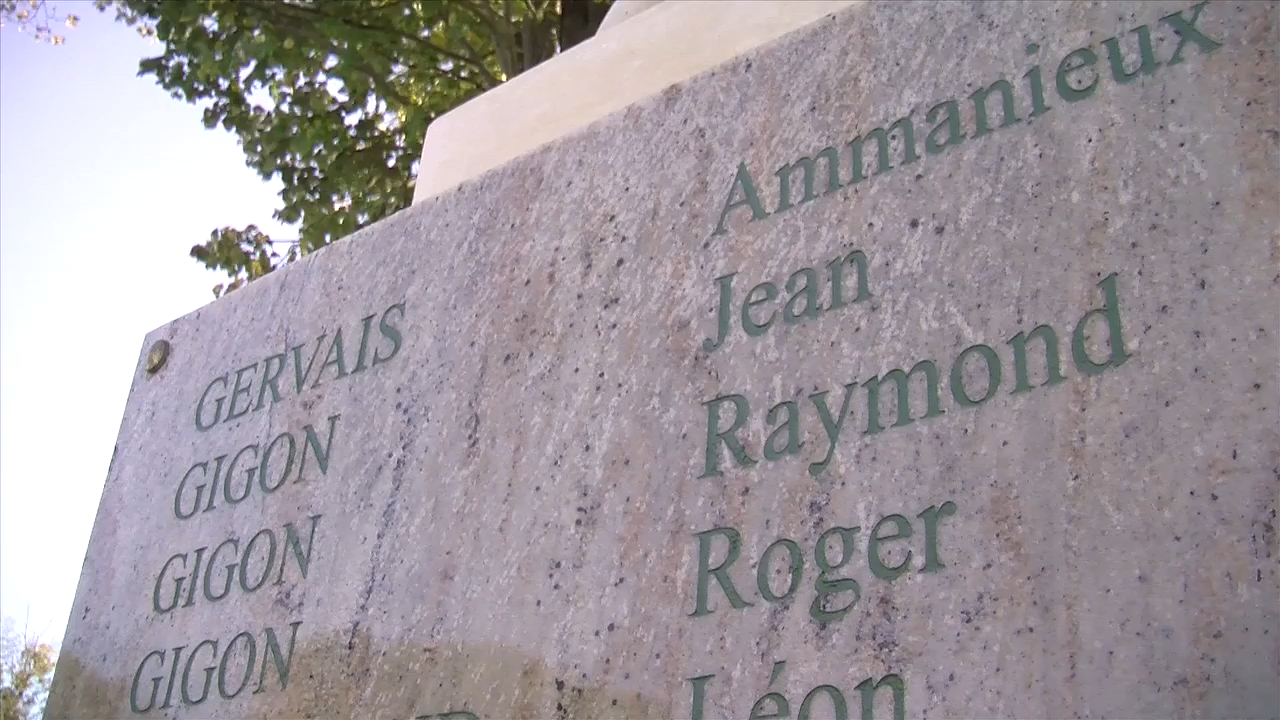 GERVAIS Ammanieux
GIGON Jean
GIGON Raymond
GIGON Roger
Léon